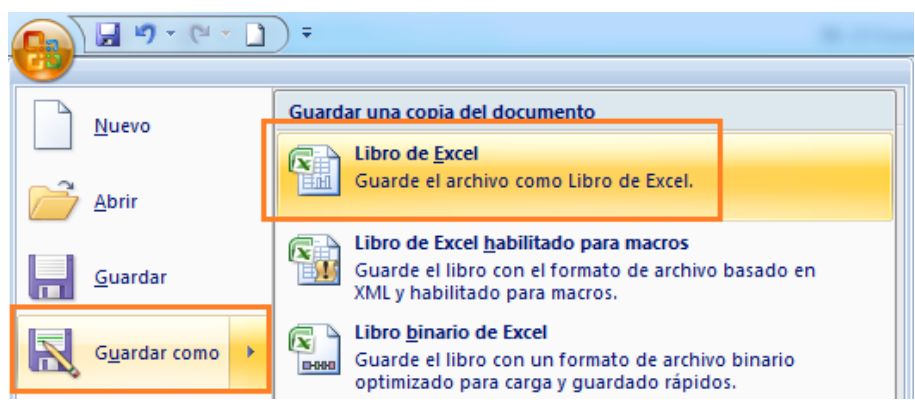 Guardar una copia del documento
Nuevo
Abrir
Guardar
Guardar como
Libro de Excel
Guarde el archivo como Libro de Excel.
Libro de Excel habilitado para macros
Guarde el libro con el formato de archivo basado en
XML y habilitado para macros.
Libro binario de Excel
Guarde el libro con un formato de archivo binario
optimizado para carga y guardado rápidos.